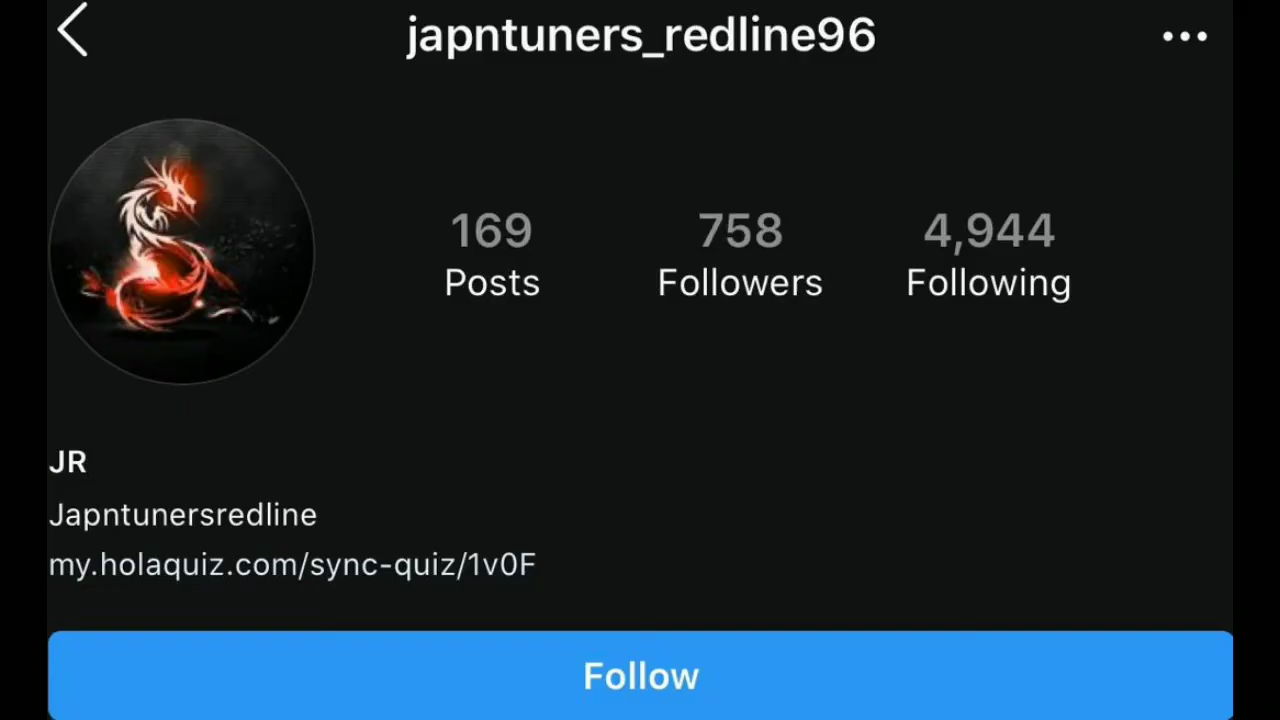 japntuners_redline96
169 758 4,944
Posts Followers Following
JR
Japntunersredline
my.holaquiz.com/sync-quiz/1v0F
Follow